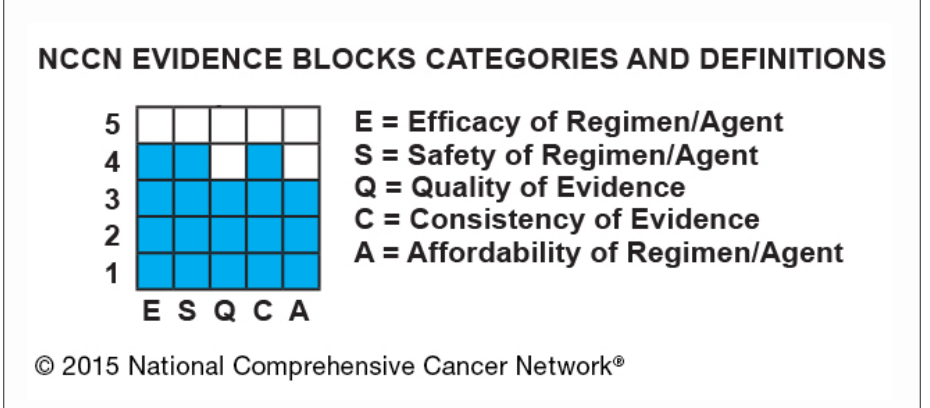 NCCN EVIDENCE BLOCKS CATEGORIES AND DEFINITIONS
5
4
3
2
1
E S Q C A
E = Efficacy of Regimen/Agent
S = Safety of Regimen/Agent
Q = Quality of Evidence
C = Consistency of Evidence
A = Affordability of Regimen/Agent
© 2015 National Comprehensive Cancer Network®